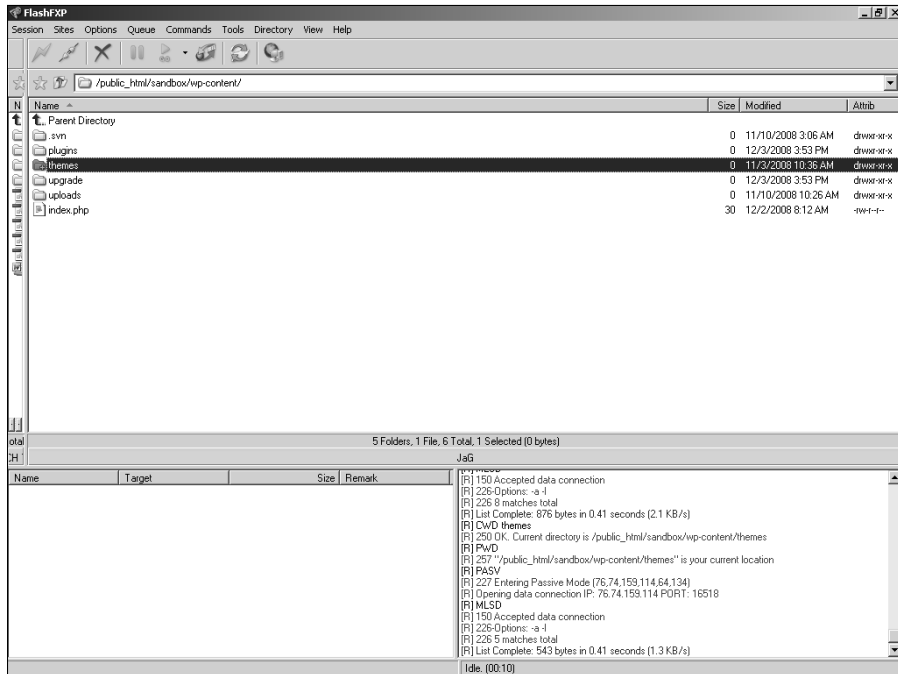 FlashFXP
Session Sites Options Queue Commands Tools Directory View Help
/public_html/sandbox/wp-content/
N Name Size Modified Attrib
Parent Directory
.svn 0 11/10/2008 3:06 AM drwxr-xr-x
plugins 0 12/3/2008 3:53 PM drwxr-xr-x
themes 0 11/3/2008 10:36 AM drwxr-xr-x
upgrade 0 12/3/2008 3:53 PM drwxr-xr-x
uploads 0 11/10/2008 10:26 AM drwxr-xr-x
index.php 30 12/2/2008 8:12 AM -rw-r--r--
otal 5 Folders, 1 File, 6 Total, 1 Selected (0 bytes)
CH JaG
Name Target Size Remark
[R] MLSD
[R] 150 Accepted data connection
[R] 226-Options: -a -l
[R] 226 8 matches total
[R] List Complete: 876 bytes in 0.41 seconds (2.1 KB/s)
[R] CWD themes
[R] 250 OK. Current directory is /public_html/sandbox/wp-content/themes
[R] PWD
[R] 257 "/public_html/sandbox/wp-content/themes" is your current location
[R] PASV
[R] 227 Entering Passive Mode (76,74,159,114,64,134)
[R] Opening data connection IP: 76.74.159.114 PORT: 16518
[R] MLSD
[R] 150 Accepted data connection
[R] 226-Options: -a -l
[R] 226 5 matches total
[R] List Complete: 543 bytes in 0.41 seconds (1.3 KB/s)
Idle. (00:10)